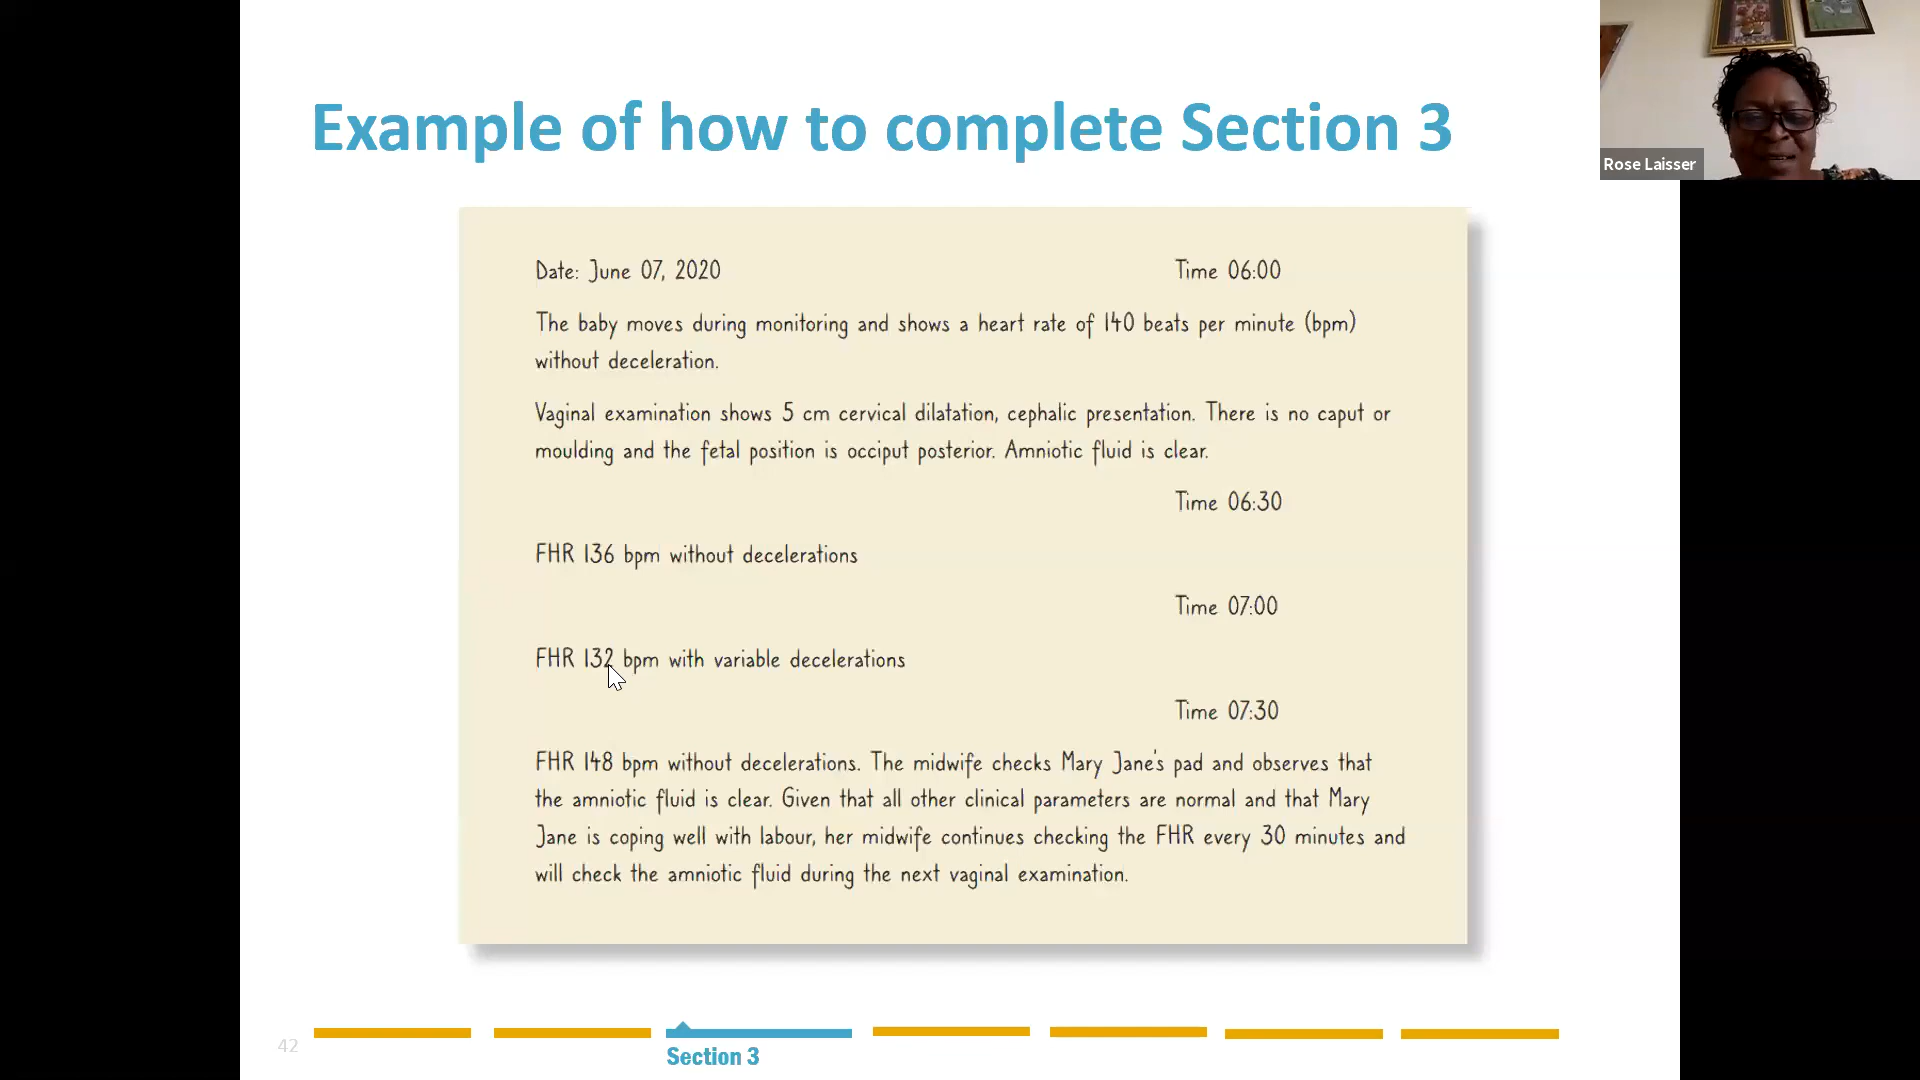 Example of how to complete Section 3
Rose Laisser
Date: June 07, 2020 Time 06:00
The baby moves during monitoring and shows a heart rate of 140 beats per minute (bpm)
without deceleration.
Vaginal examination shows 5 cm cervical dilatation, cephalic presentation. There is no caput or
moulding and the fetal position is occiput posterior. Amniotic fluid is clear.
Time 06:30
FHR 136 bpm without decelerations
Time 07:00
FHR 132 bpm with variable decelerations
Time 07:30
FHR 148 bpm without decelerations. The midwife checks Mary Jane's pad and observes that
the amniotic fluid is clear. Given that all other clinical parameters are normal and that Mary
Jane is coping well with labour, her midwife continues checking the FHR every 30 minutes and
will check the amniotic fluid during the next vaginal examination.
42
Section 3